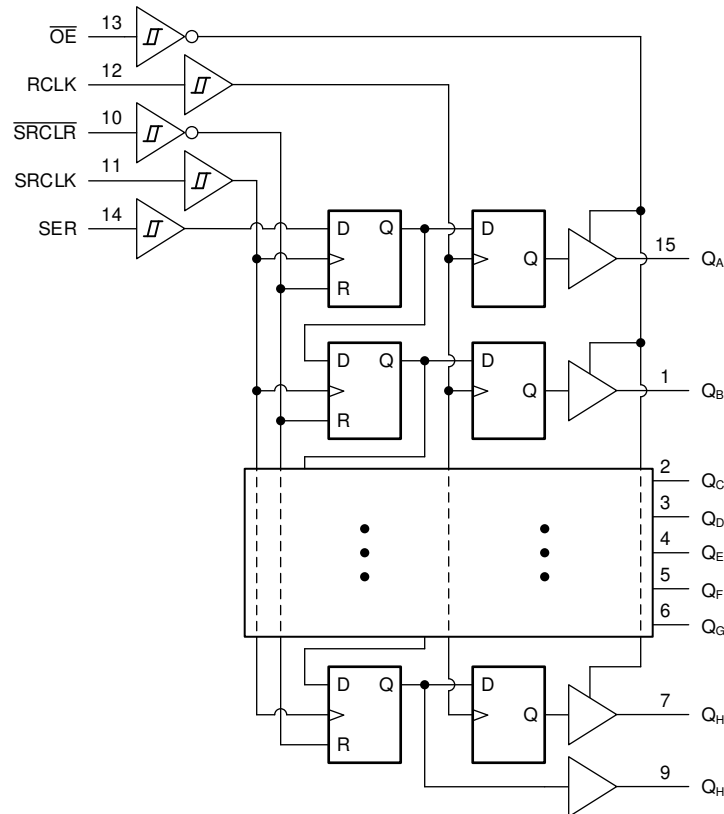 13
OE
12
RCLK
10
SRCLR
11
SRCLK
14
SER
D Q D
R
Q
15
QA
D Q D
R
Q
1
QB
2
QC
3
QD
4
QE
5
QF
6
QG
D Q D
R
Q
7
QH
9
QH